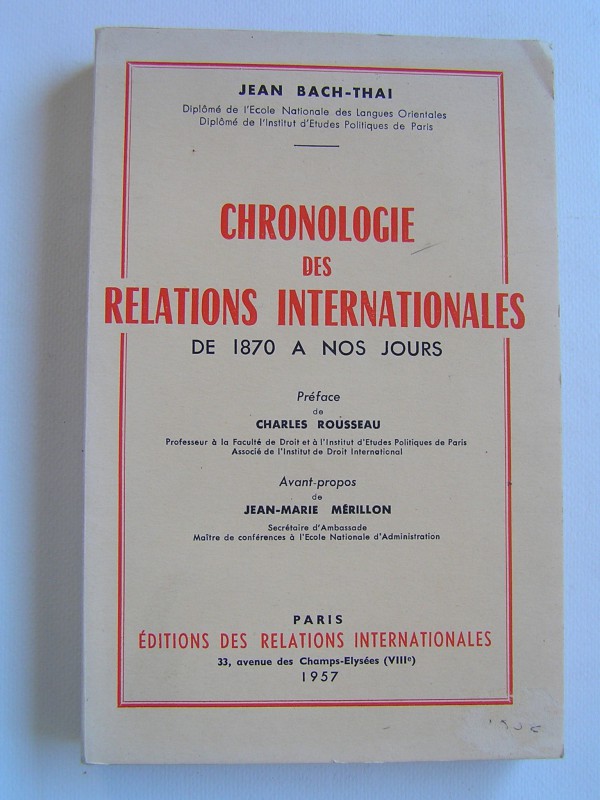 JEAN BACH-THAI
Diplômé de l'Ecole Nationale des Langues Orientales
Diplômé de l'Institut d'Etudes Politiques de Paris
CHRONOLOGIE
DES
RELATIONS INTERNATIONALES
DE 1870 A NOS JOURS
Préface
de
CHARLES ROUSSEAU
Professeur à la Faculté de Droit et à l'Institut d'Etudes Politiques de Paris
Associé de l'Institut de Droit International
Avant-propos
de
JEAN-MARIE MÉRILLON
Secrétaire d'Ambassade
Maître de conférences à l'Ecole Nationale d'Administration
PARIS
ÉDITIONS DES RELATIONS INTERNATIONALES
33, avenue des Champs-Elysées (VIIIe)
1957